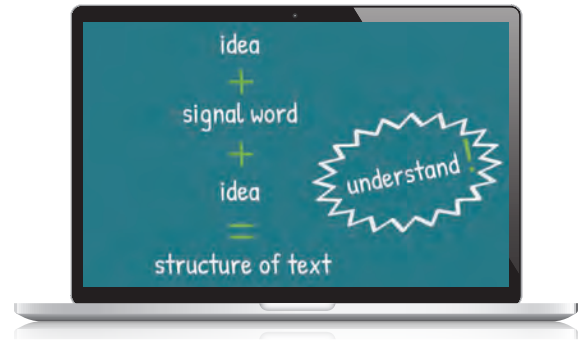 idea
+
signal word
+
idea
=
structure of text
understand!